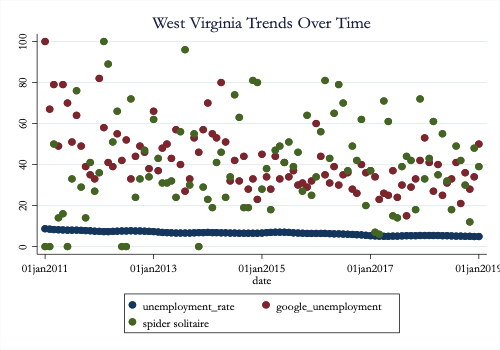 West Virginia Trends Over Time
100
80
60
40
20
0
01jan2011 01jan2013 01jan2015 01jan2017 01jan2019
date
unemployment_rate google_unemployment
spider solitaire